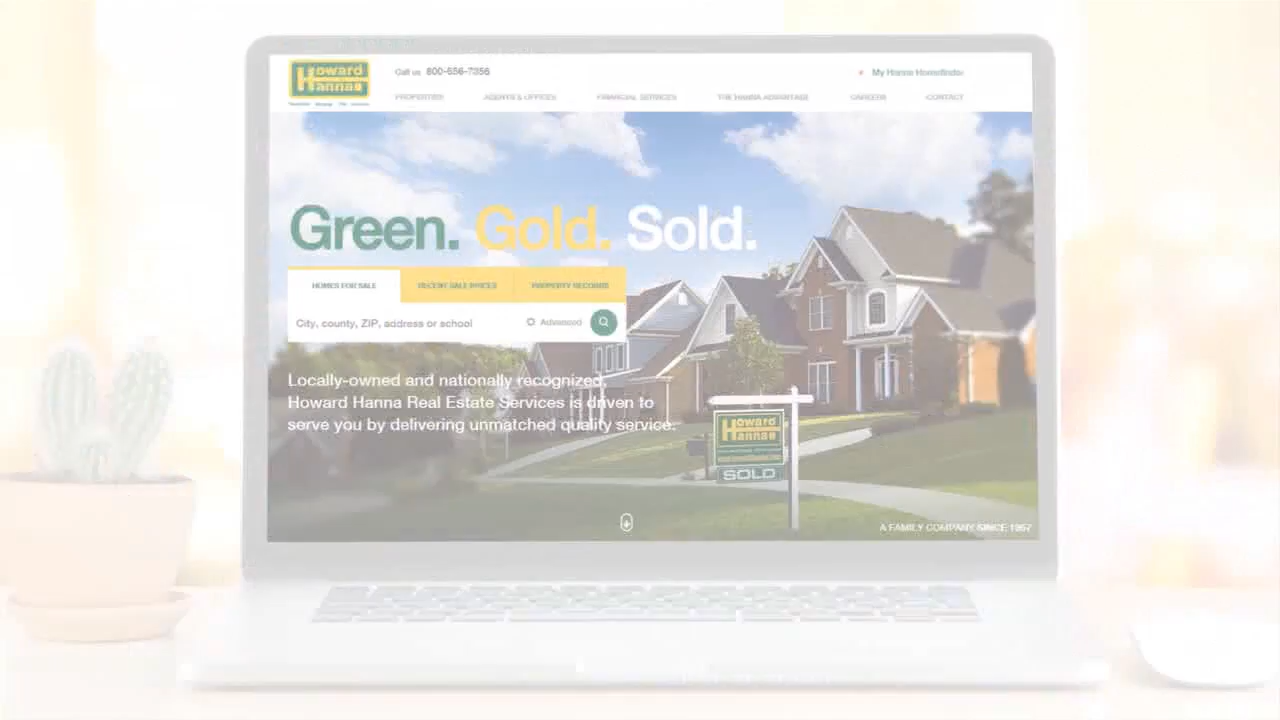 Howard
Hanna
Call us 800-656-7356
My Hanna Homefinder
PROPERTIES AGENTS & OFFICES FINANCIAL SERVICES THE HANNA ADVANTAGE CAREERS CONTACT
Green. Gold. Sold.
HOMES FOR SALE RECENT SALE PRICES PROPERTY RECORDS
City, county, ZIP, address or school Advanced
Locally-owned and nationally recognized,
Howard Hanna Real Estate Services is driven to
serve you by delivering unmatched quality service.
Howard
Hanna
SOLD
A FAMILY COMPANY SINCE 1957